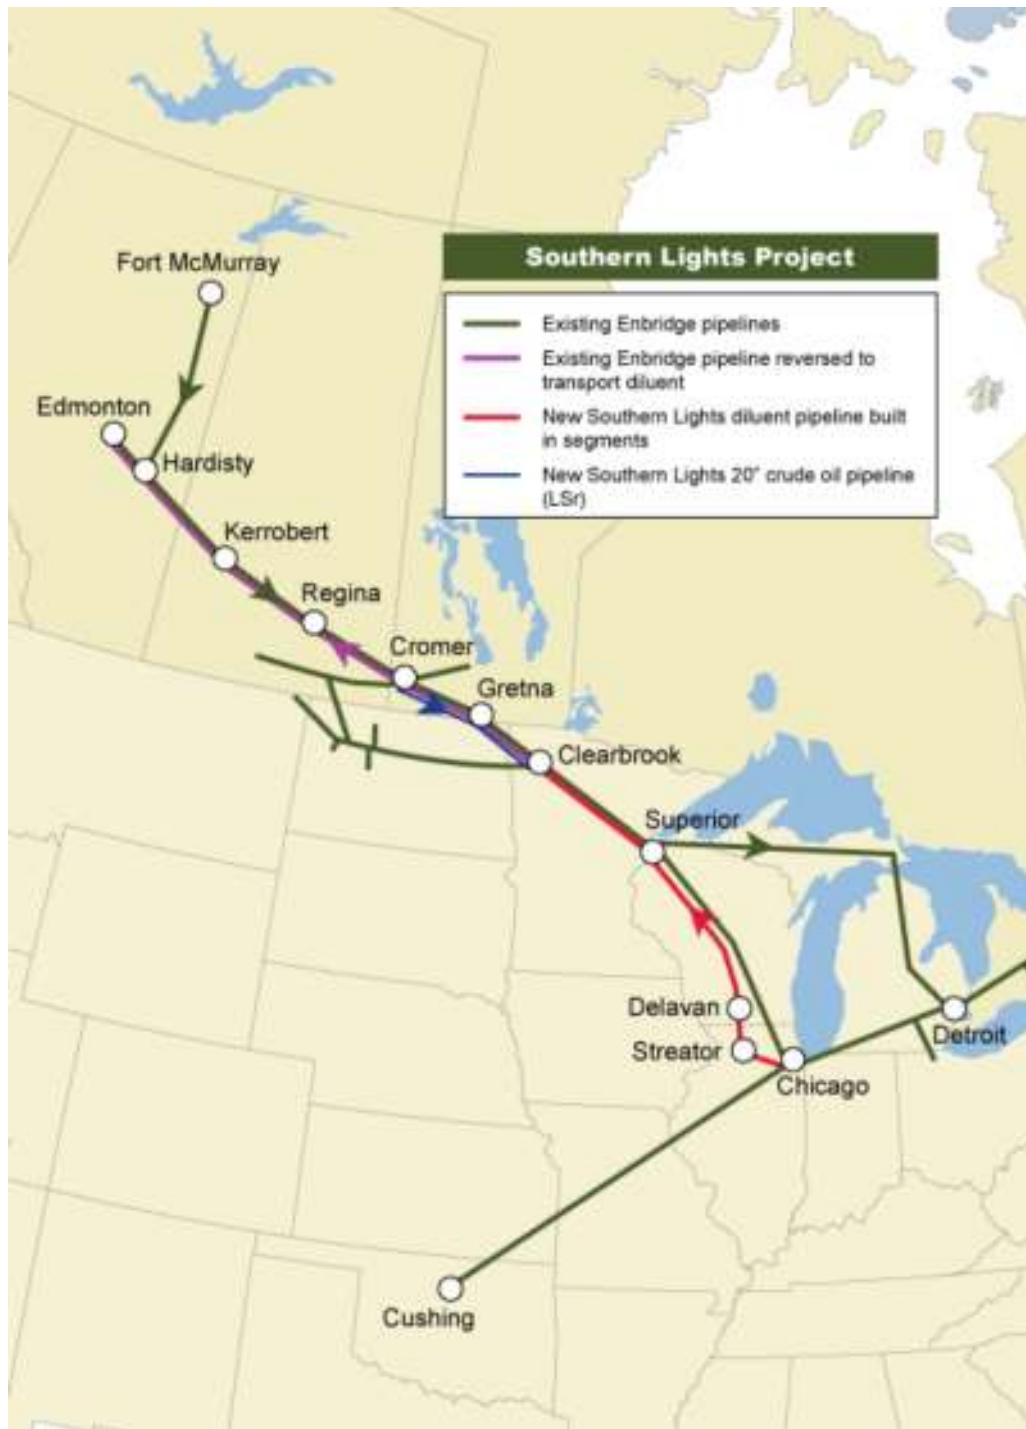 Fort McMurray
Southern Lights Project
Existing Enbridge pipelines
Existing Enbridge pipeline reversed to
transport diluent
New Southern Lights diluent pipeline built
in segments
New Southern Lights 20" crude oil pipeline
(LSr)
Edmonton
Hardisty
Kerrobert
Regina
Cromer
Gretna
Clearbrook
Superior
Delavan
Streator
Detroit
Chicago
Cushing